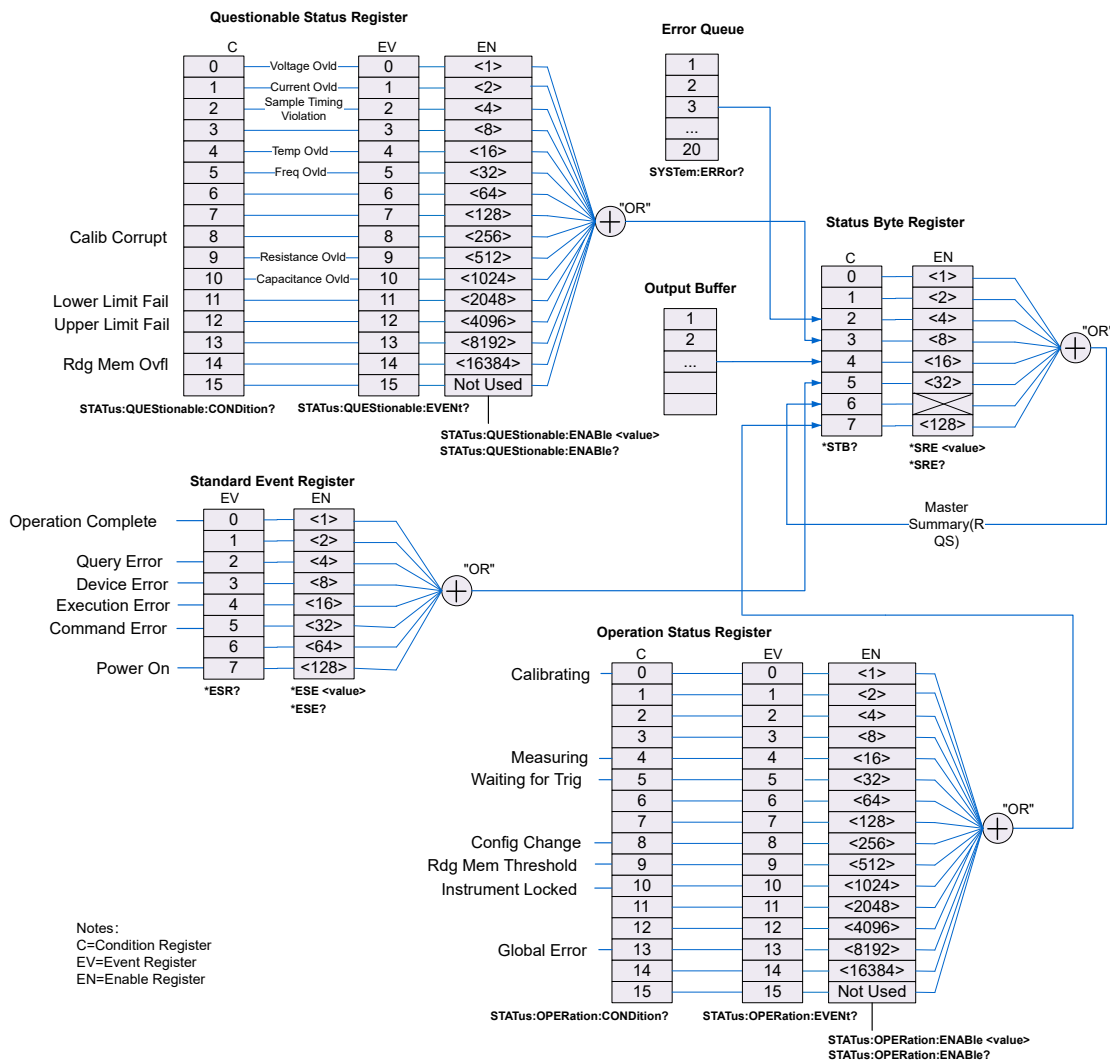 Questionable Status Register
C EV EN
0 Voltage Ovld 0 <1>
1 Current Ovld 1 <2>
2 Sample Timing Violation 2 <4>
3 3 <8>
4 Temp Ovld 4 <16>
5 Freq Ovld 5 <32>
6 6 <64>
7 7 <128>
Calib Corrupt 8 8 <256>
9 Resistance Ovld 9 <512>
10 Capacitance Ovld 10 <1024>
Lower Limit Fail 11 11 <2048>
Upper Limit Fail 12 12 <4096>
13 13 <8192>
Rdg Mem Ovfl 14 14 <16384>
15 15 Not Used
"OR"
STATus:QUEStionable:CONDition? STATus:QUEStionable:EVENt?
STATus:QUEStionable:ENABle <value>
STATus:QUEStionable:ENABle?
Error Queue
1
2
3
...
20
SYSTem:ERRor?
Output Buffer
1
2
...
Status Byte Register
C EN
0 <1>
1 <2>
2 <4>
3 <8>
4 <16>
5 <32>
6
7 <128>
"OR"
*STB? *SRE <value>
*SRE?
Master
Summary(R
QS)
Standard Event Register
EV EN
Operation Complete 0 <1>
1 <2>
Query Error 2 <4>
Device Error 3 <8>
Execution Error 4 <16>
Command Error 5 <32>
6 <64>
Power On 7 <128>
"OR"
*ESR? *ESE <value>
*ESE?
Operation Status Register
C EV EN
Calibrating 0 0 <1>
1 1 <2>
2 2 <4>
3 3 <8>
Measuring 4 4 <16>
Waiting for Trig 5 5 <32>
6 6 <64>
7 7 <128>
Config Change 8 8 <256>
Rdg Mem Threshold 9 9 <512>
Instrument Locked 10 10 <1024>
11 11 <2048>
12 12 <4096>
Global Error 13 13 <8192>
14 14 <16384>
15 15 Not Used
"OR"
STATus:OPERation:CONDition? STATus:OPERation:EVENt?
STATus:OPERation:ENABle <value>
STATus:OPERation:ENABle?
Notes:
C=Condition Register
EV=Event Register
EN=Enable Register